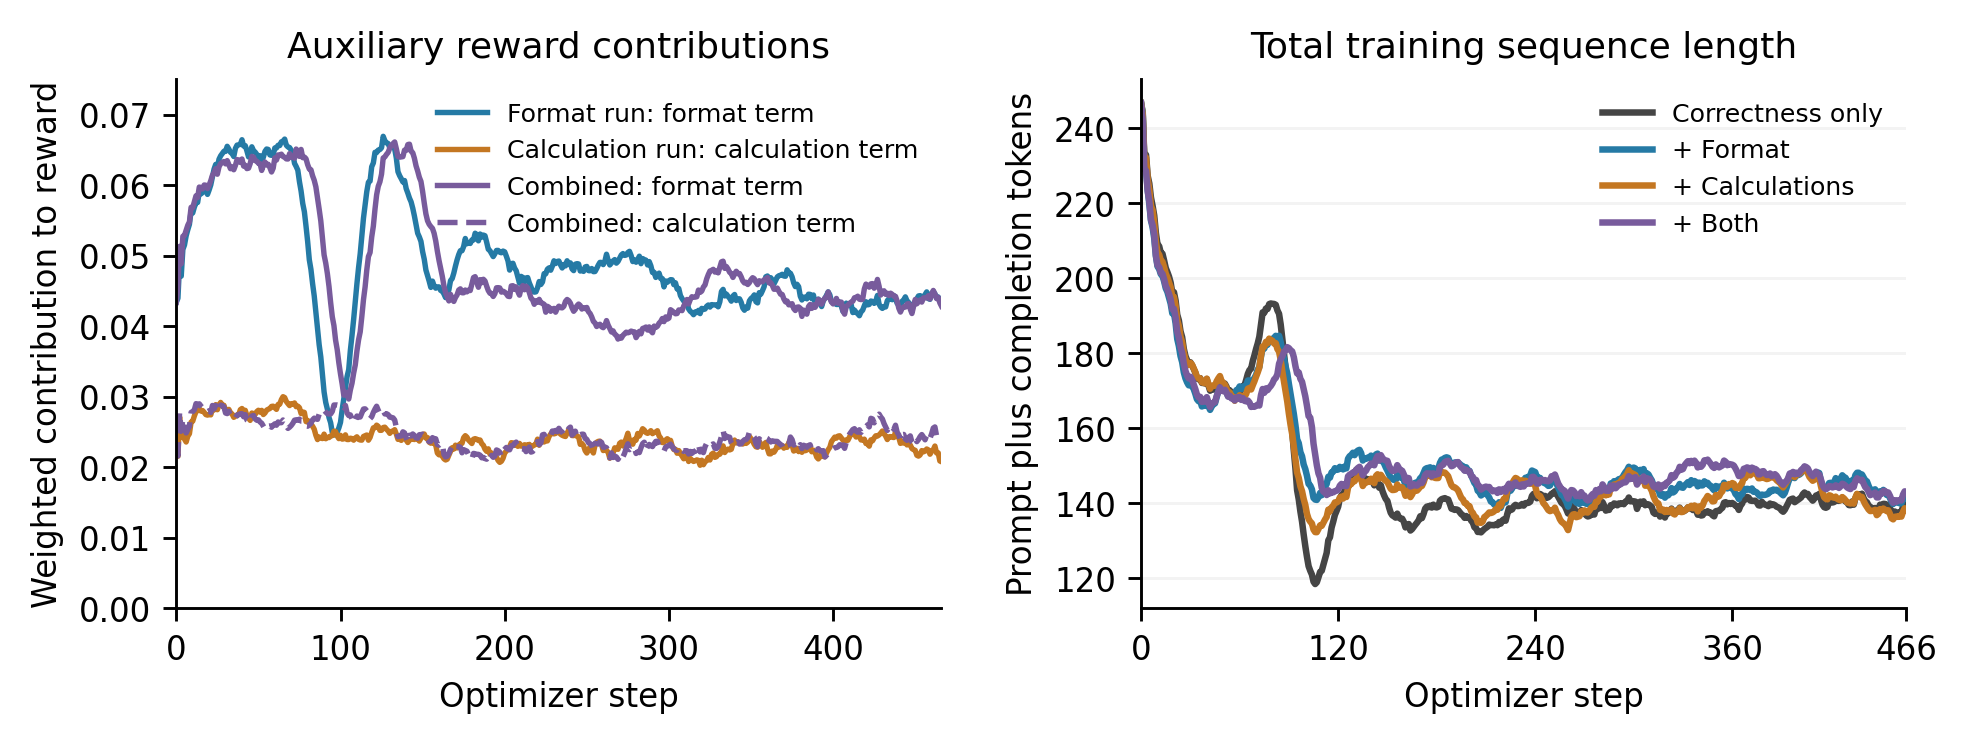 Auxiliary reward contributions
Weighted contribution to reward
0.07
0.06
0.05
0.04
0.03
0.02
0.01
0.00
Format run: format term
Calculation run: calculation term
Combined: format term
Combined: calculation term
0
100
200
300
400
Optimizer step
Total training sequence length
Prompt plus completion tokens
240
220
200
180
160
140
120
Correctness only
+ Format
+ Calculations
+ Both
0
120
240
360
466
Optimizer step